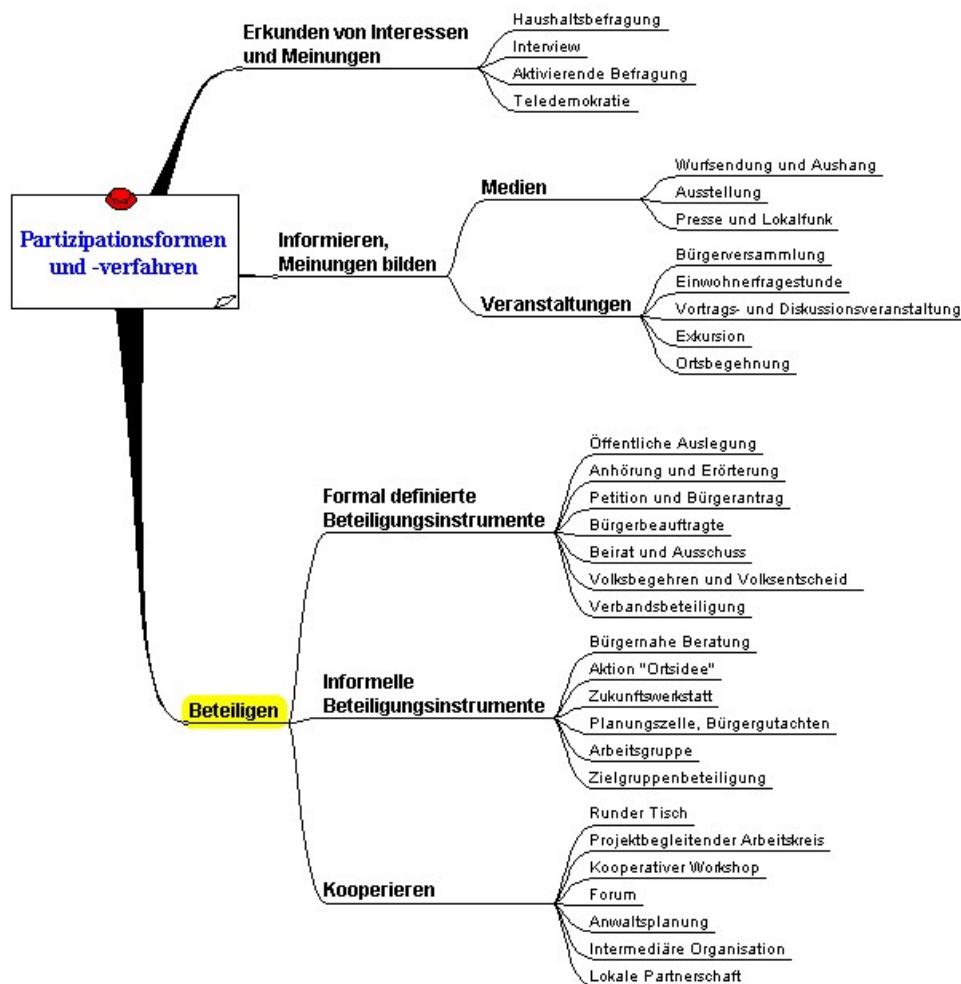 Partizipationsformen
und -verfahren
Erkunden von Interessen
und Meinungen
Haushaltsbefragung
Interview
Aktivierende Befragung
Teledemokratie
Informieren,
Meinungen bilden
Medien
Wurfsendung und Aushang
Ausstellung
Presse und Lokalfunk
Veranstaltungen
Bürgerversammlung
Einwohnerfragestunde
Vortrags- und Diskussionsveranstaltung
Exkursion
Ortsbegehnung
Beteiligen
Formal definierte
Beteiligungsinstrumente
Öffentliche Auslegung
Anhörung und Erörterung
Petition und Bürgerantrag
Bürgerbeauftragte
Beirat und Ausschuss
Volksbegehren und Volksentscheid
Verbandsbeteiligung
Informelle
Beteiligungsinstrumente
Bürgernahe Beratung
Aktion "Ortsidee"
Zukunftswerkstatt
Planungszelle, Bürgergutachten
Arbeitsgruppe
Zielgruppenbeteiligung
Kooperieren
Runder Tisch
Projektbegleitender Arbeitskreis
Kooperativer Workshop
Forum
Anwaltsplanung
Intermediäre Organisation
Lokale Partnerschaft